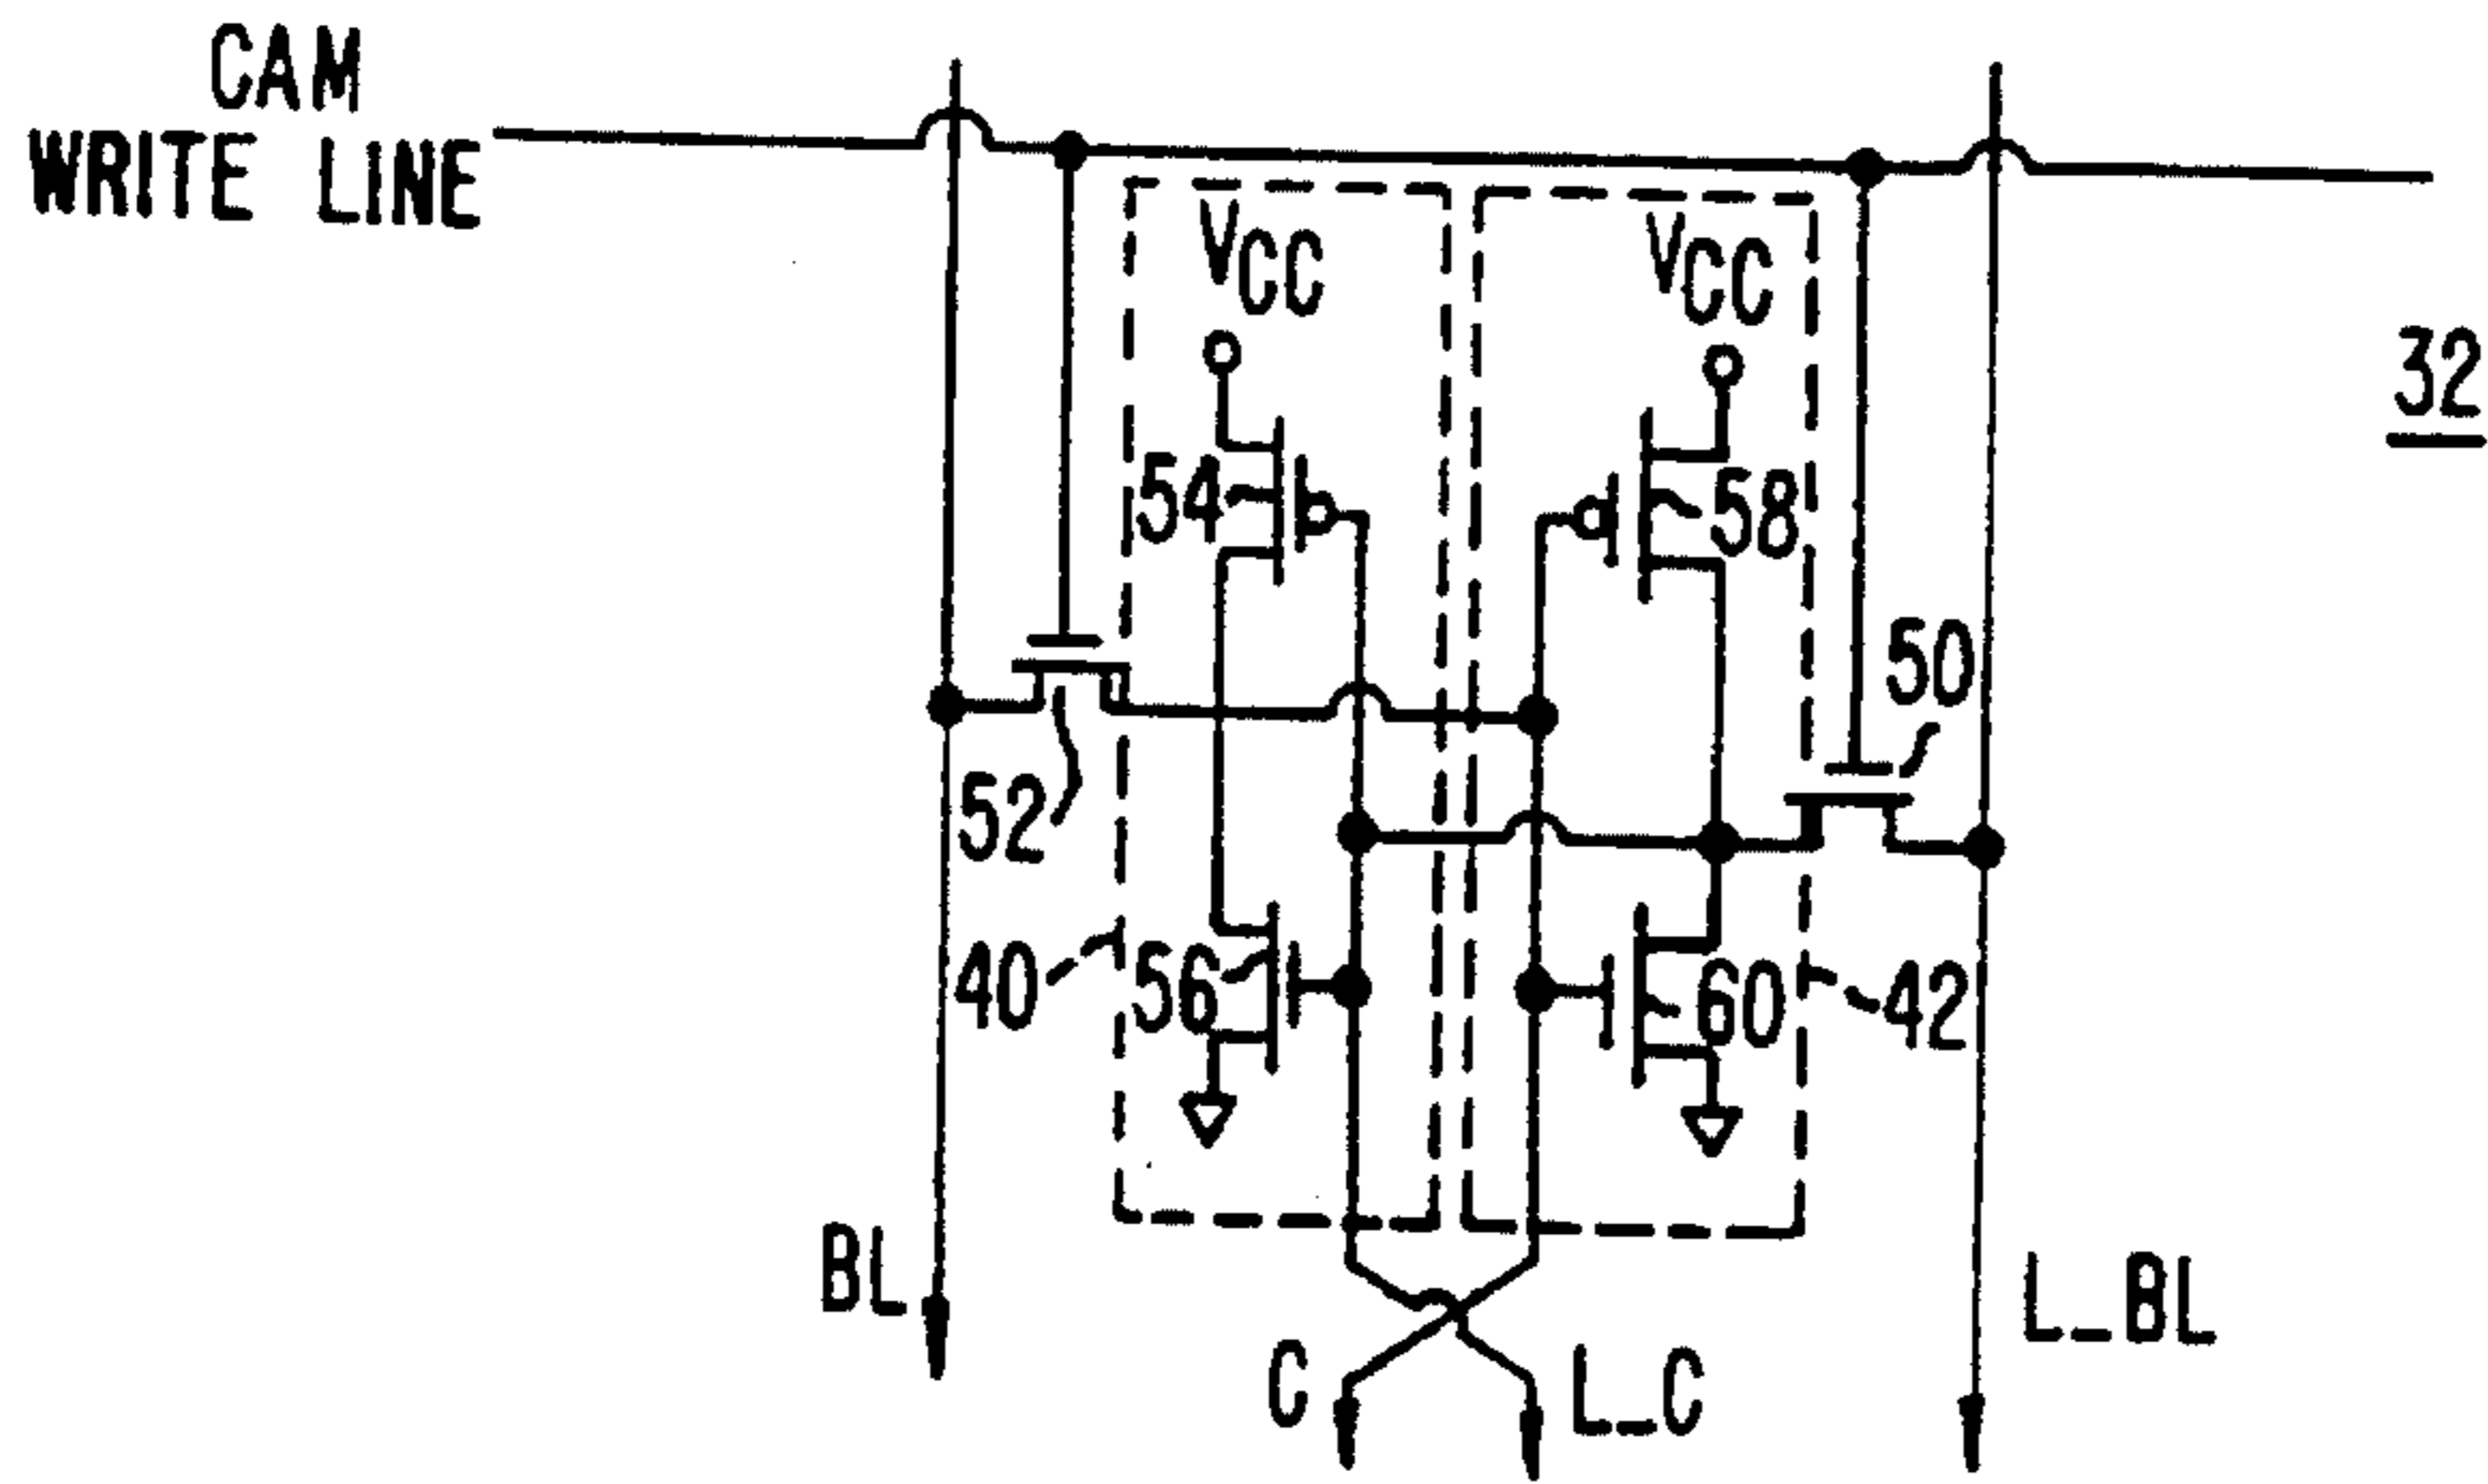 CAM
WRITE LINE
VCC VCC
32
54 58
50
52
40 56 60 42
BL
L_BL
C L_C